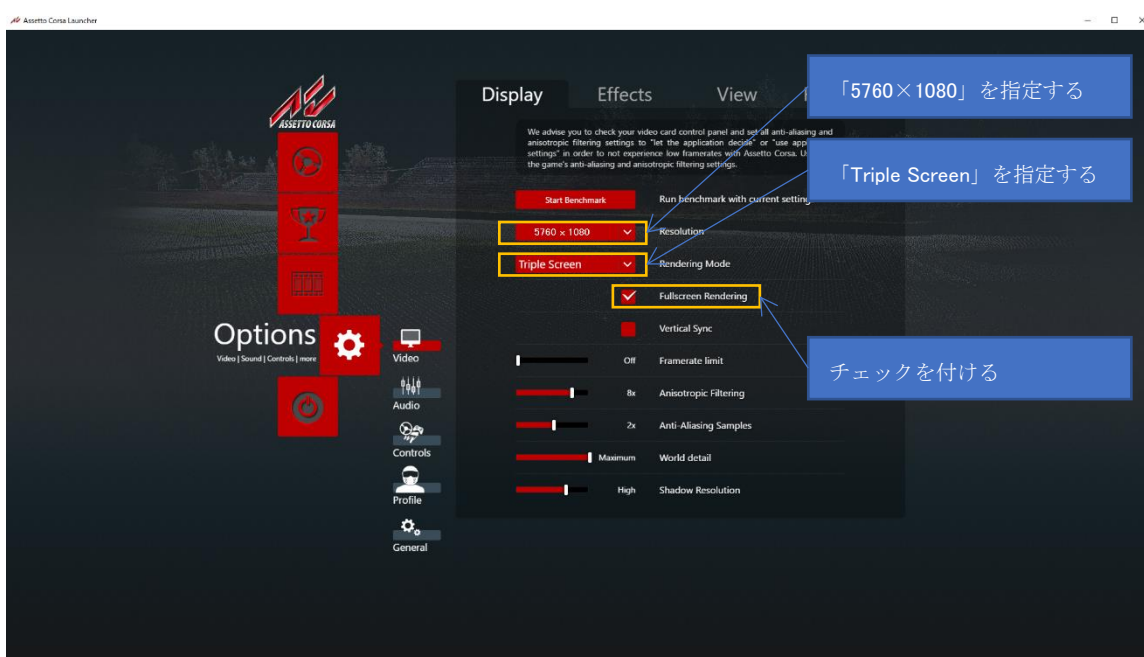 Assetto Corsa Launcher
ASSETTO CORSA
Display Effects View
We advise you to check your video card control panel and set all anti-aliasing and
anisotropic filtering settings to "let the application decide" or "use
settings" in order to not experience low framerates with Assetto Corsa.
the game's anti-aliasing and anisotropic filtering settings.
Start Benchmark Run benchmark with current
5760 × 1080 Resolution
Triple Screen Rendering Mode
Fullscreen Rendering
Vertical Sync
Off Framerate limit
8x Anisotropic Filtering
2x Anti-Aliasing Samples
Maximum World detail
High Shadow Resolution
Options
Video | Sound | Controls | more
Video
Audio
Controls
Profile
General
「5760×1080」を指定する
「Triple Screen」を指定する
チェックを付ける